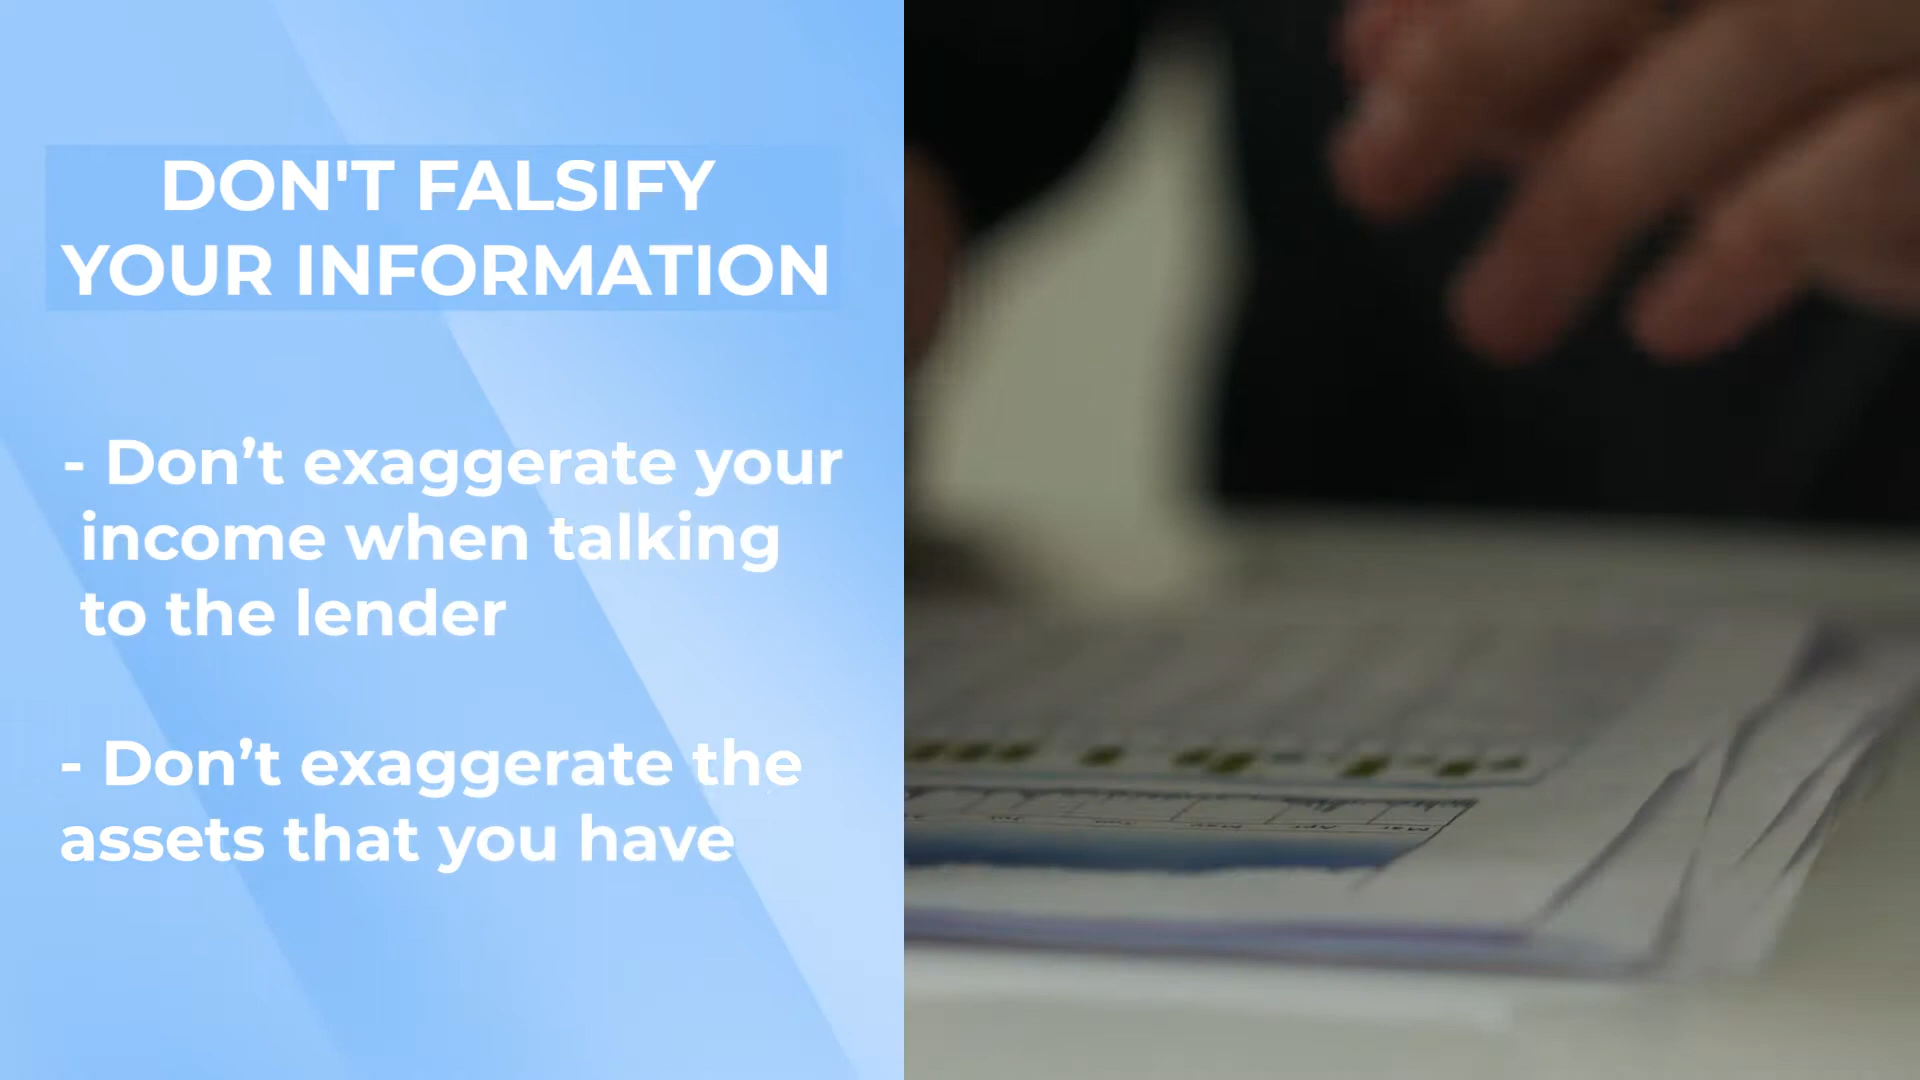 DON'T FALSIFY
YOUR INFORMATION
- Don’t exaggerate your
income when talking
to the lender
- Don’t exaggerate the
assets that you have